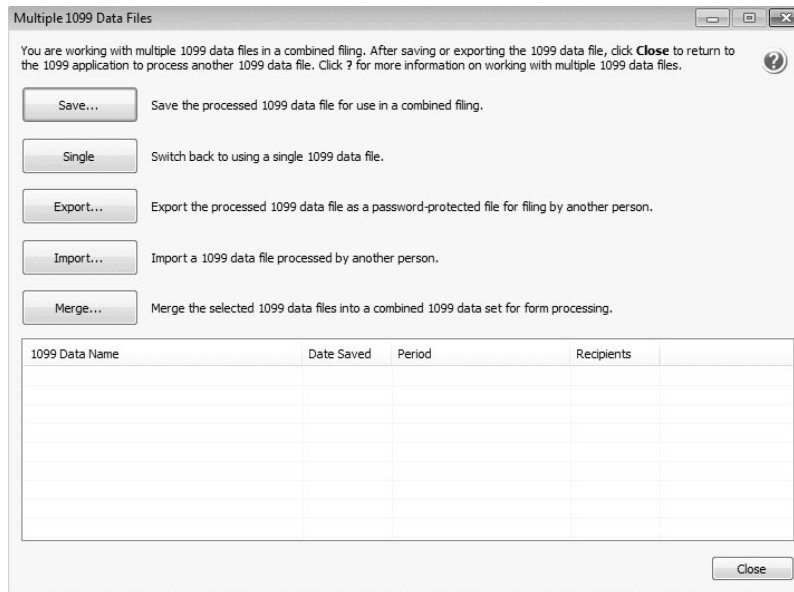 Multiple 1099 Data Files
You are working with multiple 1099 data files in a combined filing. After saving or exporting the 1099 data file, click Close to return to
the 1099 application to process another 1099 data file. Click ? for more information on working with multiple 1099 data files.
?
Save... Save the processed 1099 data file for use in a combined filing.
Single Switch back to using a single 1099 data file.
Export... Export the processed 1099 data file as a password-protected file for filing by another person.
Import... Import a 1099 data file processed by another person.
Merge... Merge the selected 1099 data files into a combined 1099 data set for form processing.
1099 Data Name Date Saved Period Recipients
Close